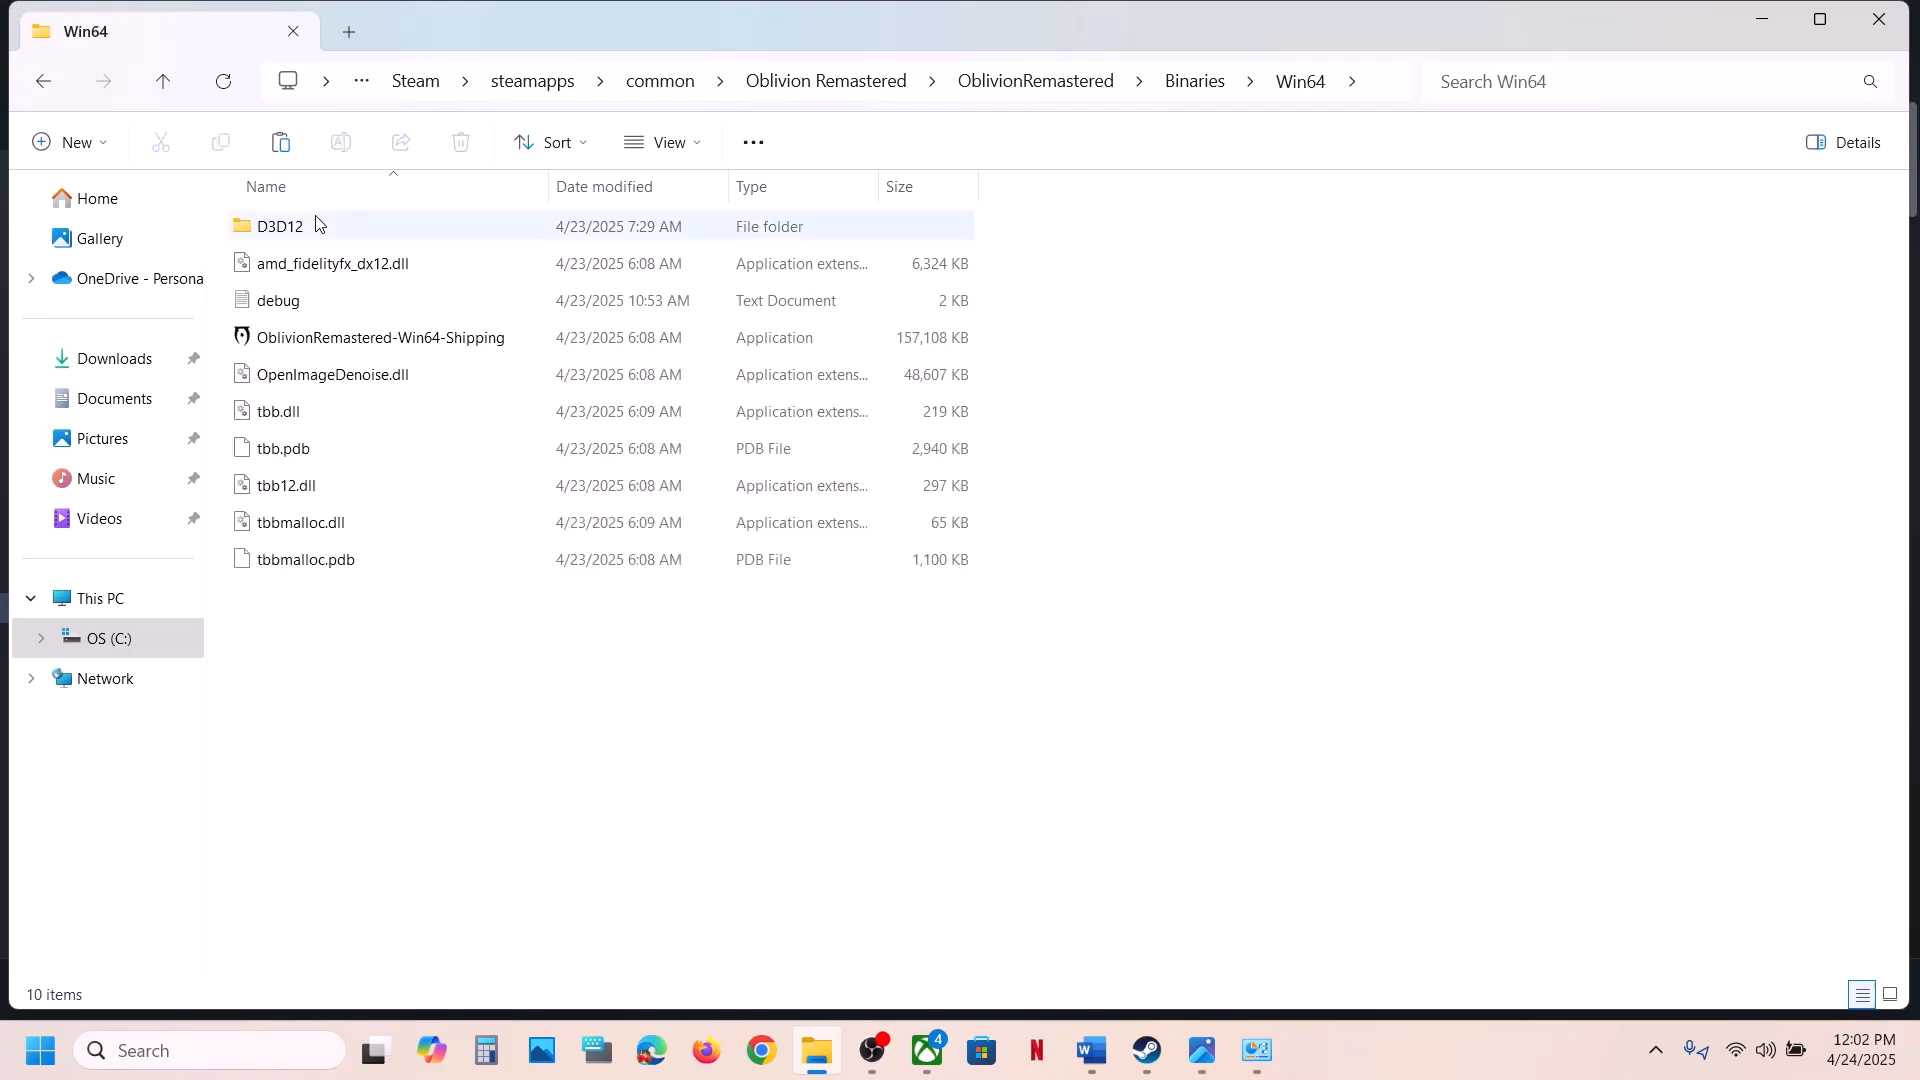 Win64
Steam
steamapps
common
Oblivion Remastered
OblivionRemastered
Binaries
Win64
Search Win64
New
Sort
View
Details
Name
Date modified
Type
Size
D3D12 4/23/2025 7:29 AM File folder
amd_fidelityfx_dx12.dll 4/23/2025 6:08 AM Application extens... 6,324 KB
debug 4/23/2025 10:53 AM Text Document 2 KB
OblivionRemastered-Win64-Shipping 4/23/2025 6:08 AM Application 157,108 KB
OpenImageDenoise.dll 4/23/2025 6:08 AM Application extens... 48,607 KB
tbb.dll 4/23/2025 6:09 AM Application extens... 219 KB
tbb.pdb 4/23/2025 6:08 AM PDB File 2,940 KB
tbb12.dll 4/23/2025 6:08 AM Application extens... 297 KB
tbbmalloc.dll 4/23/2025 6:09 AM Application extens... 65 KB
tbbmalloc.pdb 4/23/2025 6:08 AM PDB File 1,100 KB
Home
Gallery
OneDrive - Persona
Downloads
Documents
Pictures
Music
Videos
This PC
OS (C:)
Network
10 items
Search
4
12:02 PM
4/24/2025